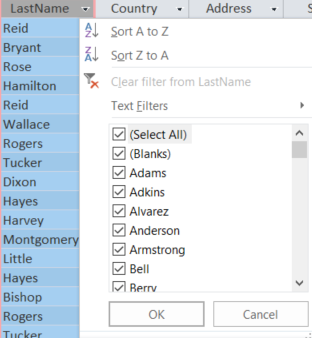 LastName Country Address S
Reid
Bryant
Rose
Hamilton
Reid
Wallace
Rogers
Tucker
Dixon
Hayes
Harvey
Montgomery
Little
Hayes
Bishop
Rogers
Tucker
Sort A to Z
Sort Z to A
Clear filter from LastName
Text Filters
(Select All)
(Blanks)
Adams
Adkins
Alvarez
Anderson
Armstrong
Bell
Berry
OK Cancel